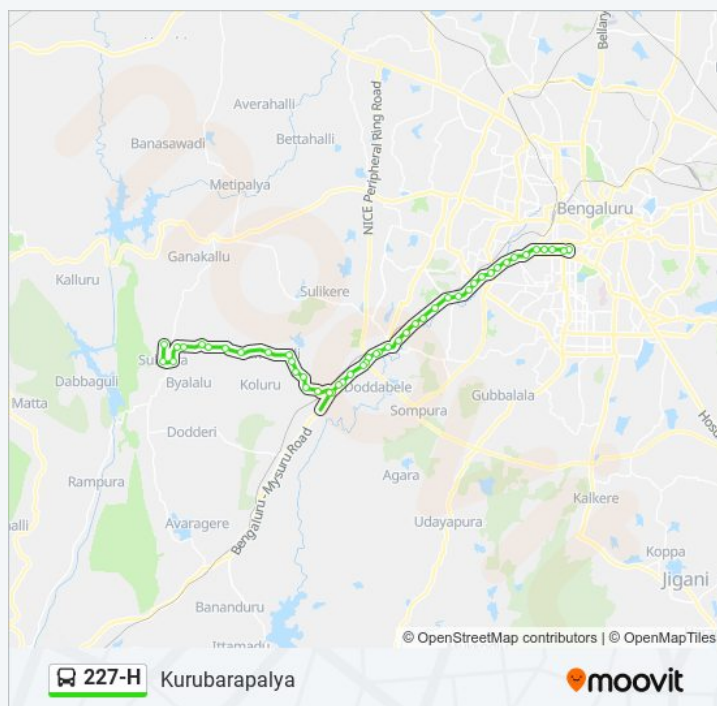 Bellary
Averahalli
Banasawadi
Bettahalli
NICE Peripheral Ring Road
Metipalya
Bengaluru
Ganakallu
Kalluru
Sulikere
Dabbaguli
Byalalu
Koluru
Doddabele
Matta
Sompura
Gubbalala
Dodderi
Bengaluru - Mysuru Road
Agara
Rampura
Kalkere
Avaragere
Udayapura
Koppa
Jigani
Bananduru
Ittamadu
© OpenStreetMap contributors | © OpenMapTiles
227-H Kurubarapalya
moovit